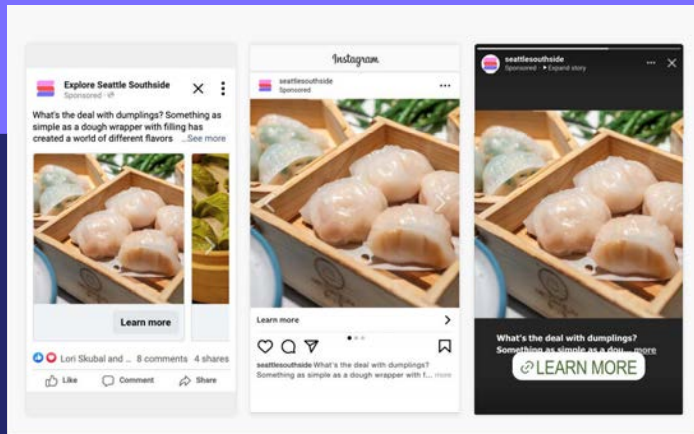 Explore Seattle Southside
Sponsored ·
What's the deal with dumplings? Something as
simple as a dough wrapper with filling has
created a world of different flavors ...See more
Learn more
Lori Skubal and ... 8 comments 4 shares
Like Comment Share
Instagram
seattlesouthside
Sponsored
Learn more
seattlesouthside What's the deal with dumplings?
Something as simple as a dough wrapper with f... more
seattlesouthside
Sponsored · Expand story
What's the deal with dumplings?
Something as simple as a dou... more
LEARN MORE